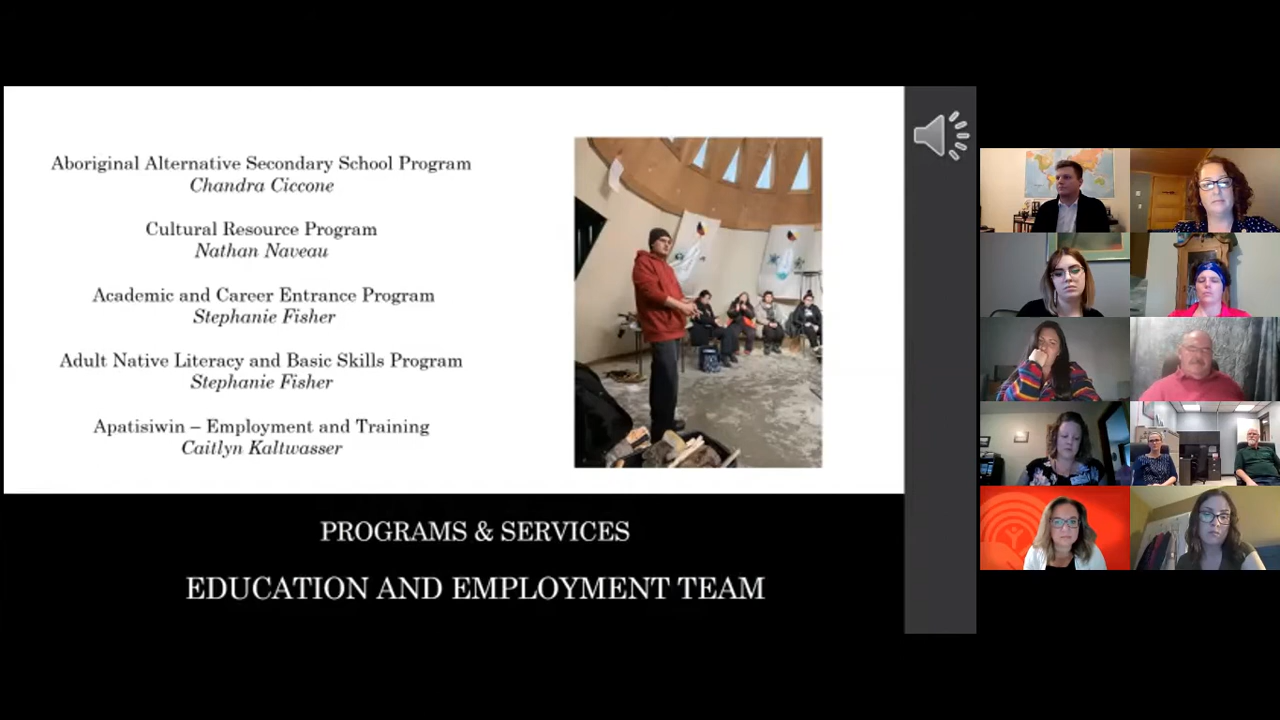 Aboriginal Alternative Secondary School Program
Chandra Ciccone
Cultural Resource Program
Nathan Naveau
Academic and Career Entrance Program
Stephanie Fisher
Adult Native Literacy and Basic Skills Program
Stephanie Fisher
Apatisiwin – Employment and Training
Caitlyn Kaltwasser
PROGRAMS & SERVICES
EDUCATION AND EMPLOYMENT TEAM